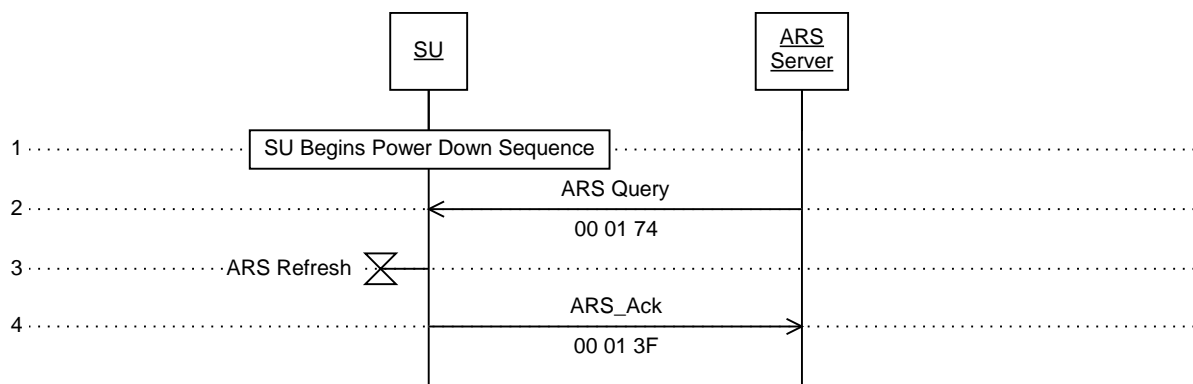 SU
ARS
Server
1
SU Begins Power Down Sequence
ARS Query
2
00 01 74
3
ARS Refresh
ARS_Ack
4
00 01 3F